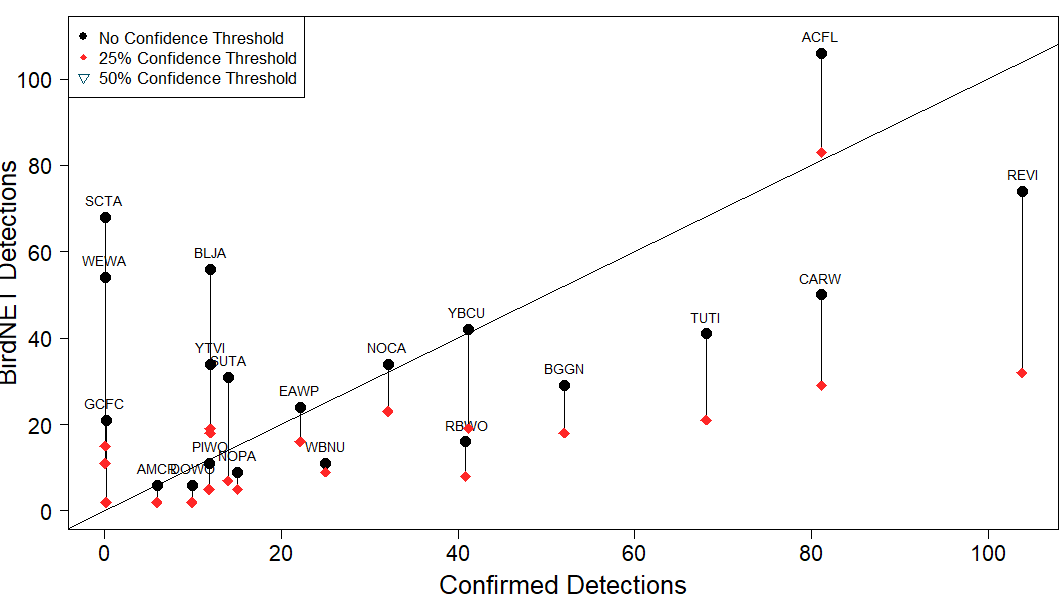 No Confidence Threshold
25% Confidence Threshold
50% Confidence Threshold
ACFL
REVI
SCTA
BLJA
WEWA
CARW
YBCU
TUTI
YTVI
SUTA
NOCA
BGGN
EAWP
GCFC
RBWO
PIWO
NOPA
WBNU
AMCR
DOWO
100
80
60
40
20
0
BirdNET Detections
0 20 40 60 80 100
Confirmed Detections